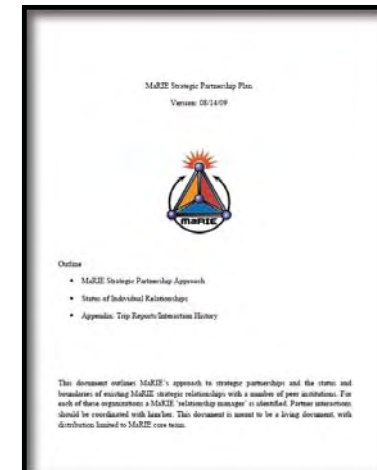 MaRIE Strategic Partnership Plan
Version: 08/14/09
MaRIE
Outline
• MaRIE Strategic Partnership Approach
• Status of Individual Relationships
• Appendix: Trip Reports/Interaction History
This document outlines MaRIE's approach to strategic partnerships and the status and
boundaries of existing MaRIE strategic relationships with a number of peer institutions. For
each of these organizations a MaRIE 'relationship manager' is identified. Partner interactions
should be coordinated with him/her. This document is meant to be a living document, with
distribution limited to MaRIE core team.